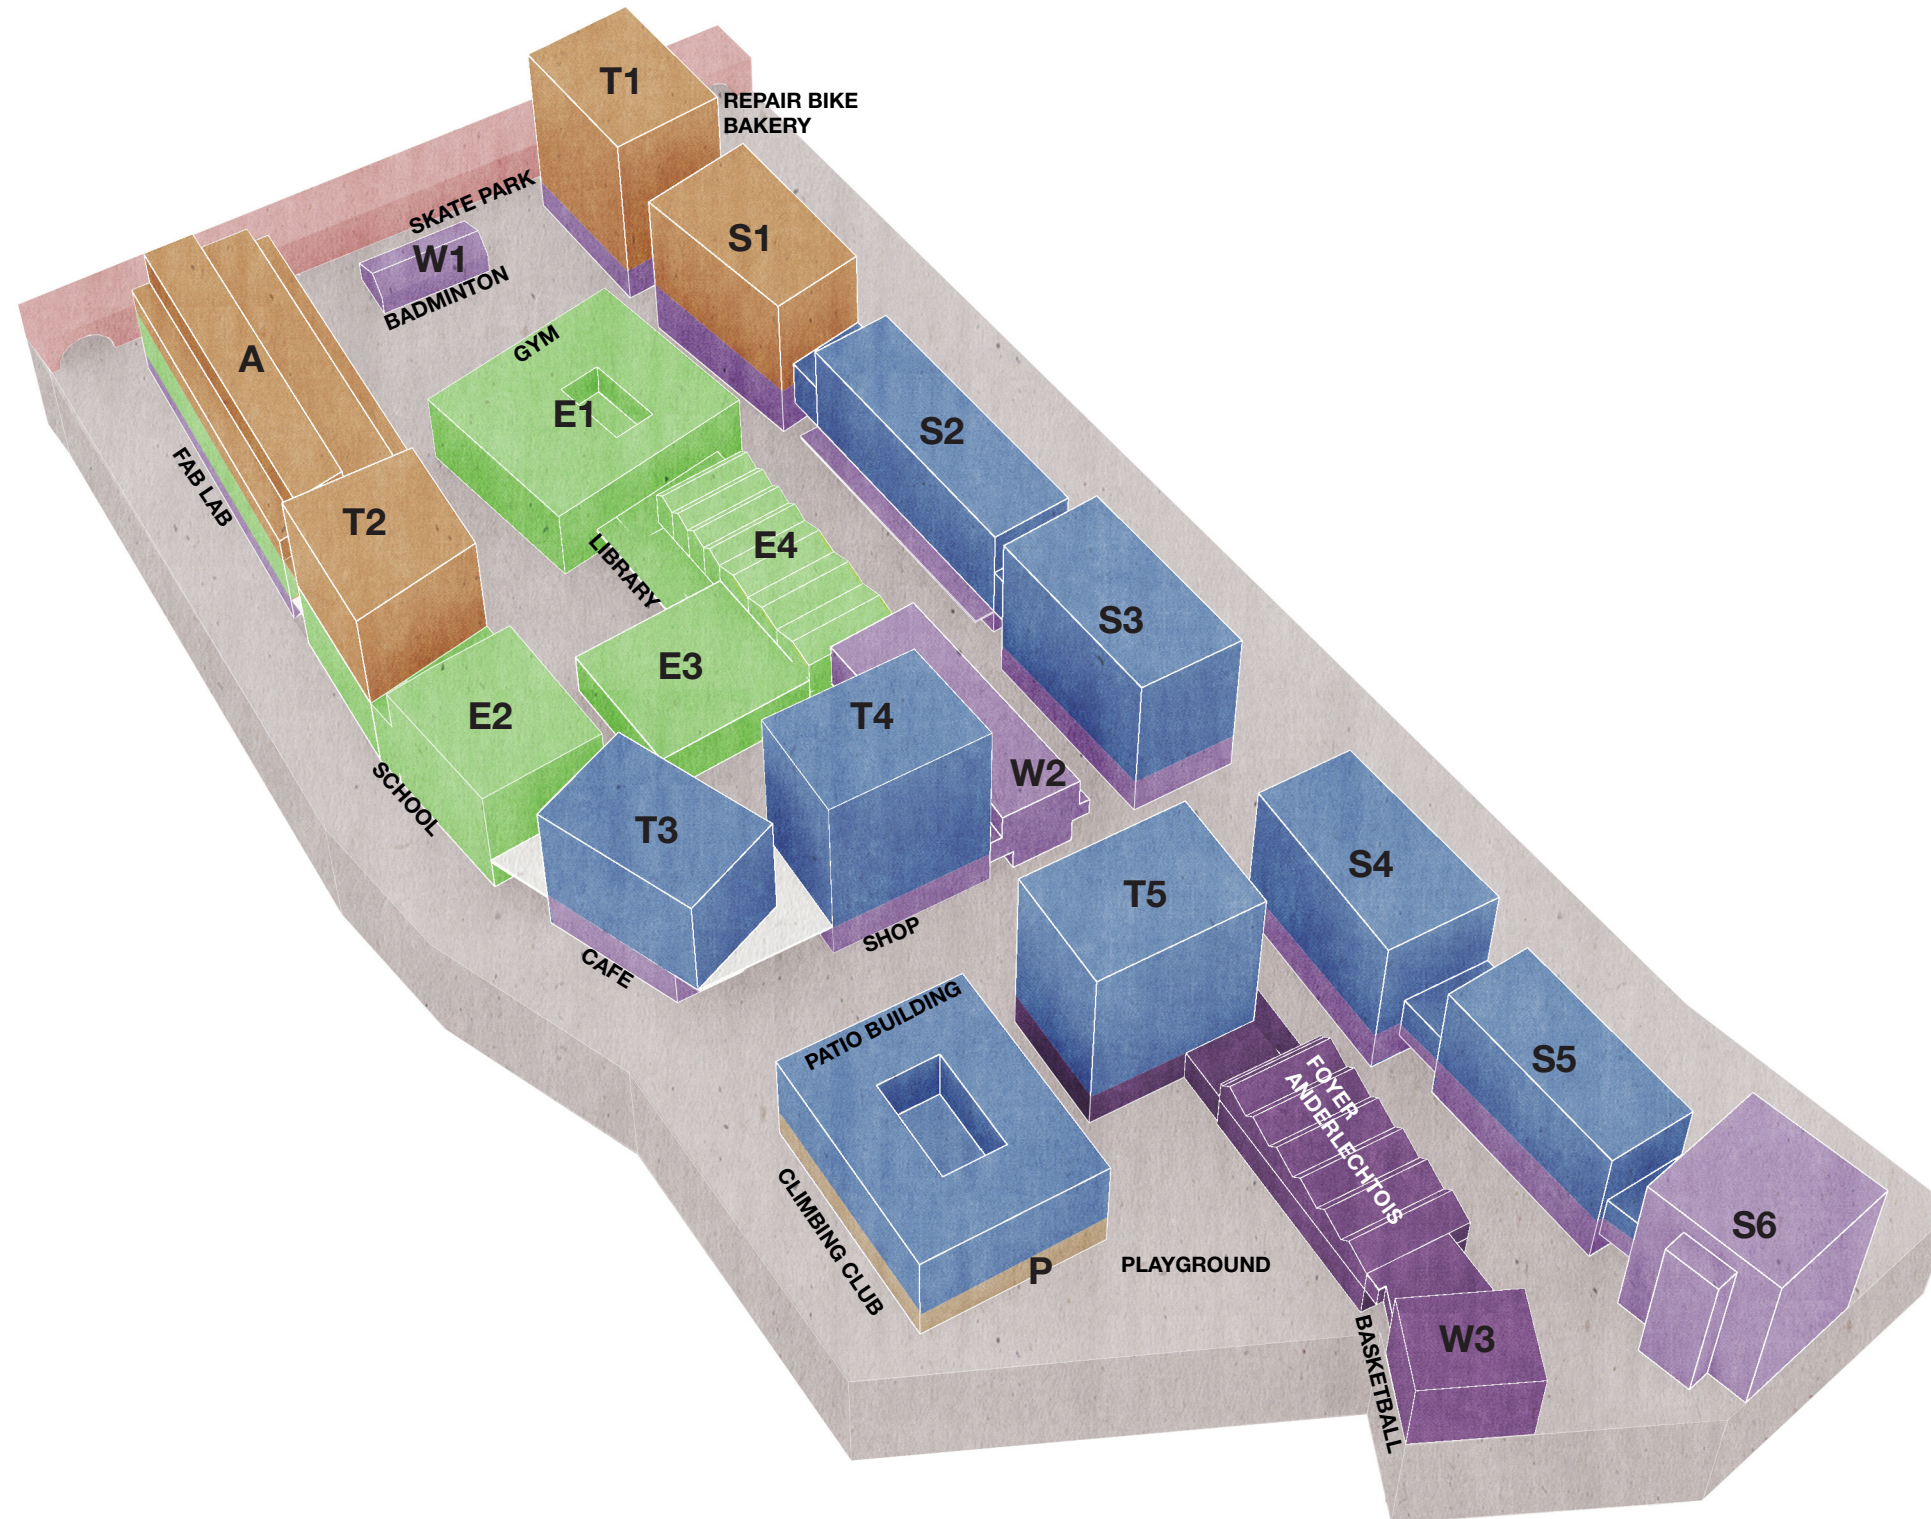 T1
REPAIR BIKE
BAKERY
SKATE PARK
W1
BADMINTON
S1
A
GYM
E1
S2
FAB LAB
T2
LIBRARY
E4
S3
E3
E2
T4
W2
SCHOOL
T3
S4
T5
SHOP
CAFE
PATIO BUILDING
S5
FOYER
ANDERLECHTOIS
CLIMBING CLUB
P
PLAYGROUND
S6
BASKETBALL
W3